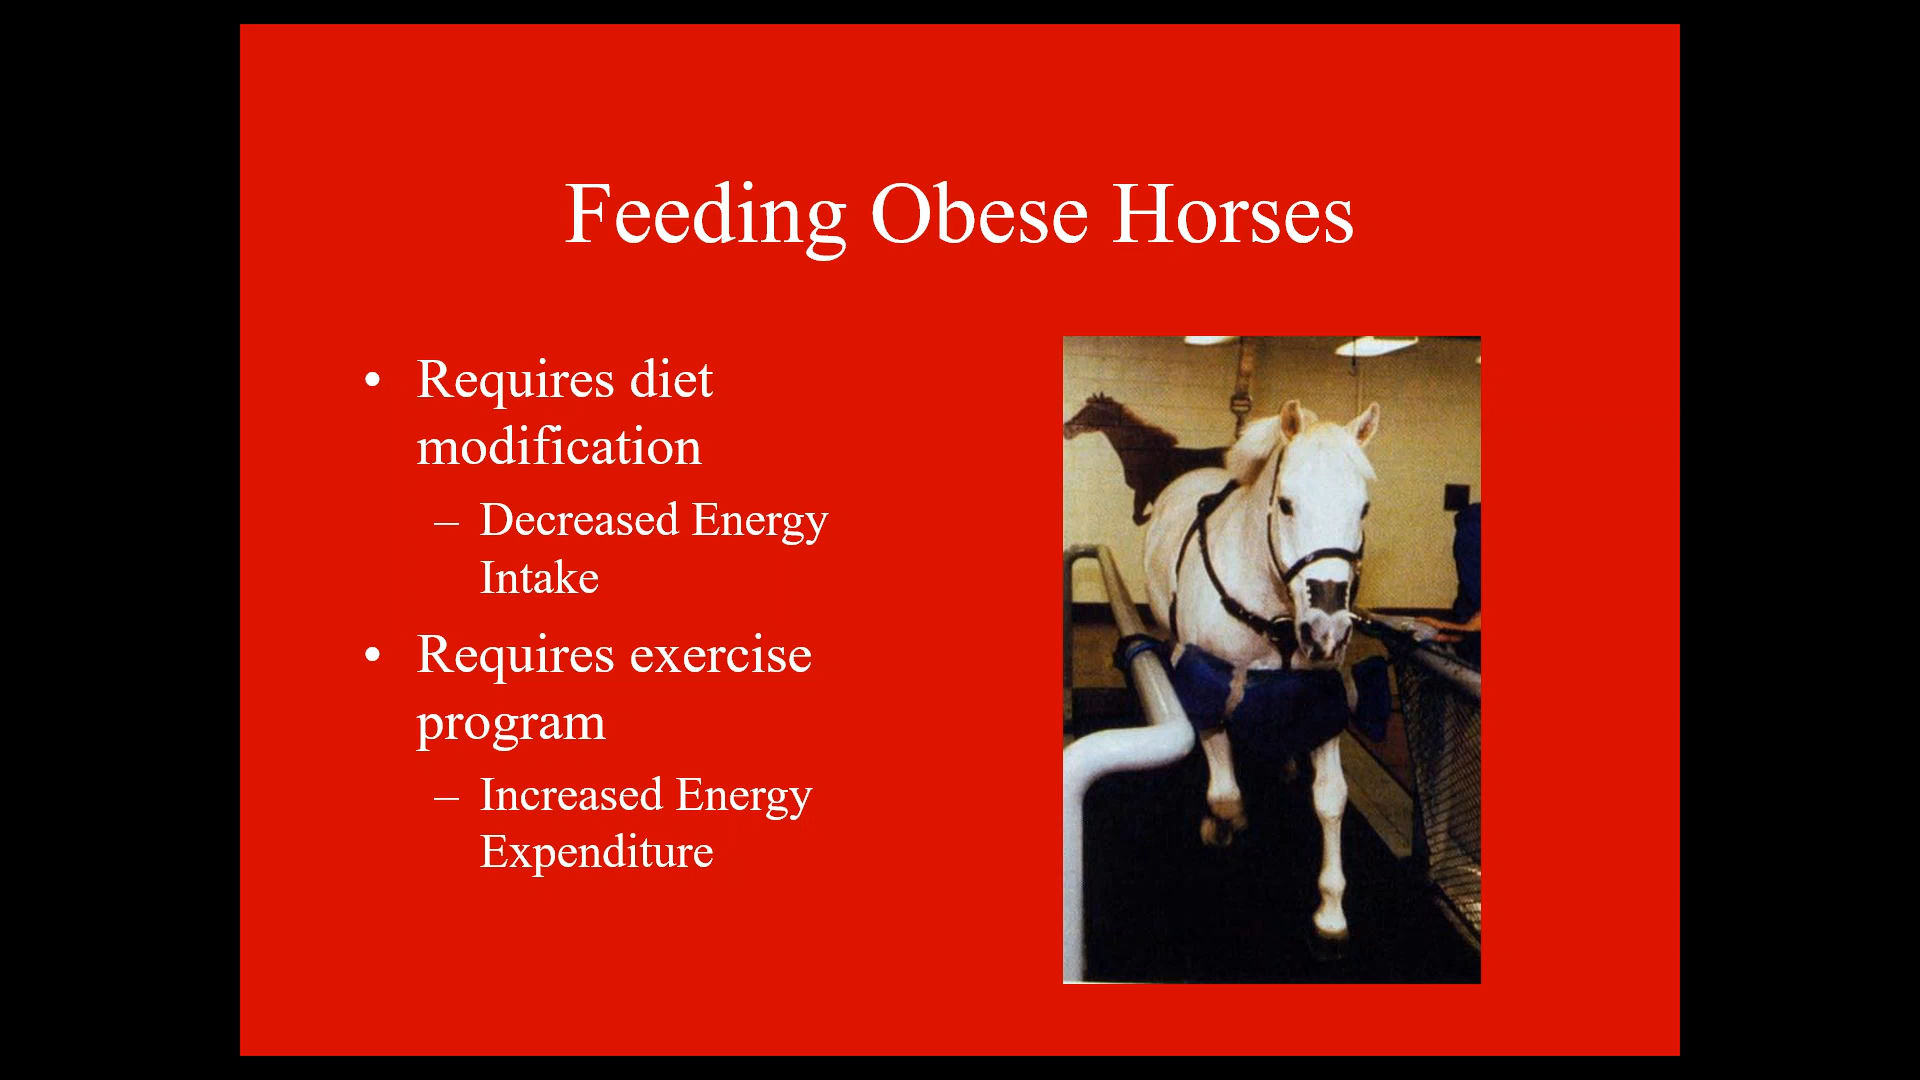 Feeding Obese Horses
• Requires diet
modification
– Decreased Energy
Intake
• Requires exercise
program
– Increased Energy
Expenditure